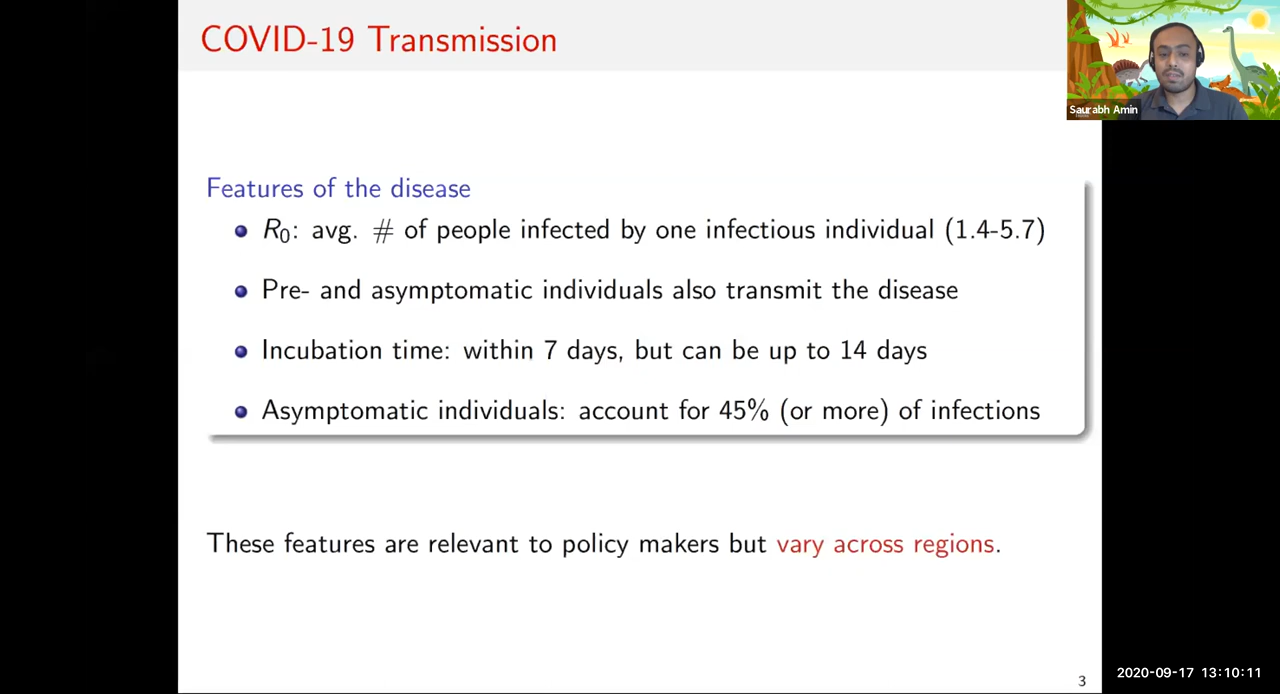 COVID-19 Transmission
Saurabh Amin
Features of the disease
R0: avg. # of people infected by one infectious individual (1.4-5.7)
Pre- and asymptomatic individuals also transmit the disease
Incubation time: within 7 days, but can be up to 14 days
Asymptomatic individuals: account for 45% (or more) of infections
These features are relevant to policy makers but vary across regions.
3
2020-09-17 13:10:11